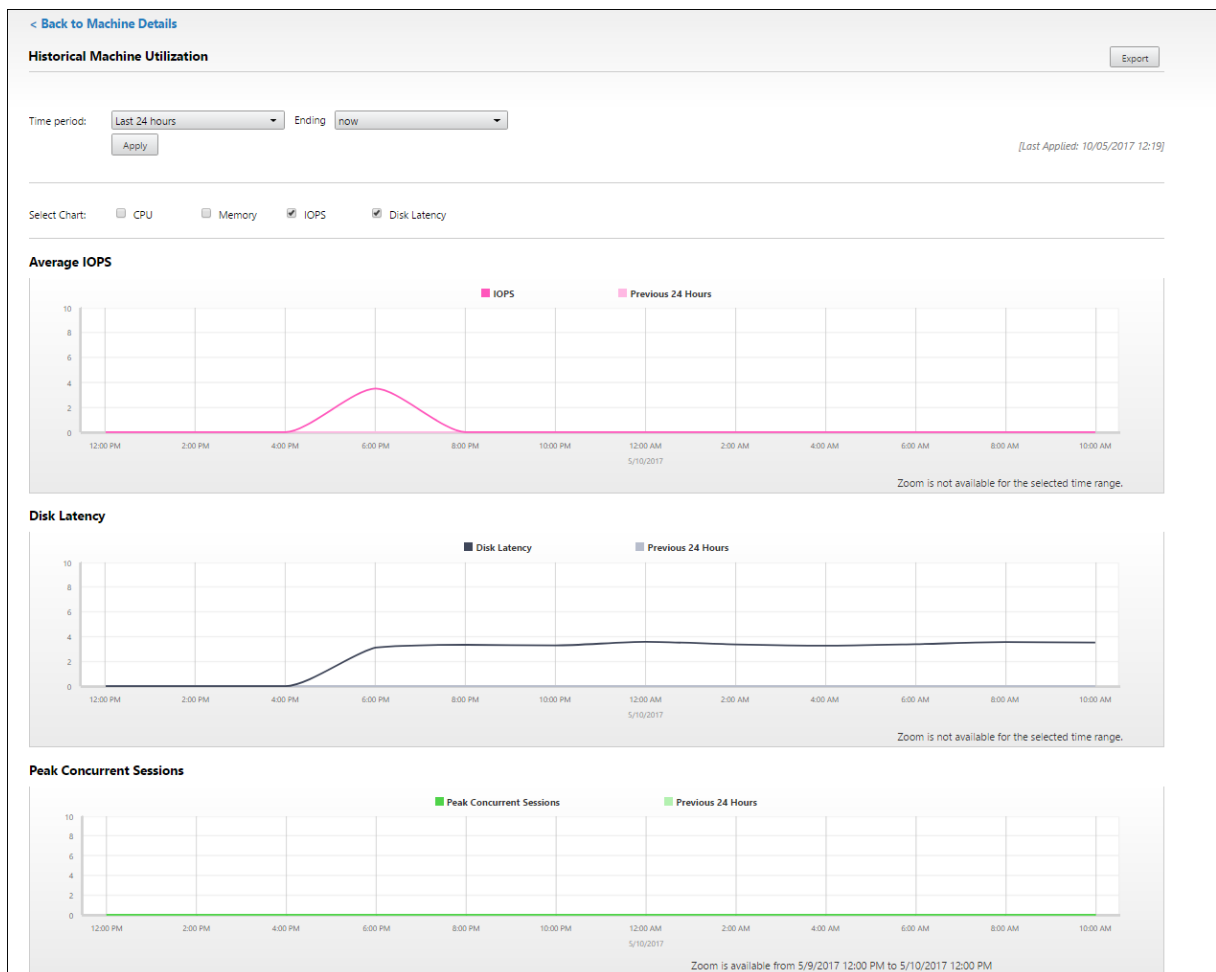 < Back to Machine Details
Historical Machine Utilization
Export
Time period: Last 24 hours Ending now
Apply
[Last Applied: 10/05/2017 12:19]
Select Chart: CPU Memory IOPS Disk Latency
Average IOPS
IOPS Previous 24 Hours
10
8
6
4
2
0
12:00 PM 2:00 PM 4:00 PM 6:00 PM 8:00 PM 10:00 PM 12:00 AM 2:00 AM 4:00 AM 6:00 AM 8:00 AM 10:00 AM
5/10/2017
Zoom is not available for the selected time range.
Disk Latency
Disk Latency Previous 24 Hours
10
8
6
4
2
0
12:00 PM 2:00 PM 4:00 PM 6:00 PM 8:00 PM 10:00 PM 12:00 AM 2:00 AM 4:00 AM 6:00 AM 8:00 AM 10:00 AM
5/10/2017
Zoom is not available for the selected time range.
Peak Concurrent Sessions
Peak Concurrent Sessions Previous 24 Hours
10
8
6
4
2
0
12:00 PM 2:00 PM 4:00 PM 6:00 PM 8:00 PM 10:00 PM 12:00 AM 2:00 AM 4:00 AM 6:00 AM 8:00 AM 10:00 AM
5/10/2017
Zoom is available from 5/9/2017 12:00 PM to 5/10/2017 12:00 PM